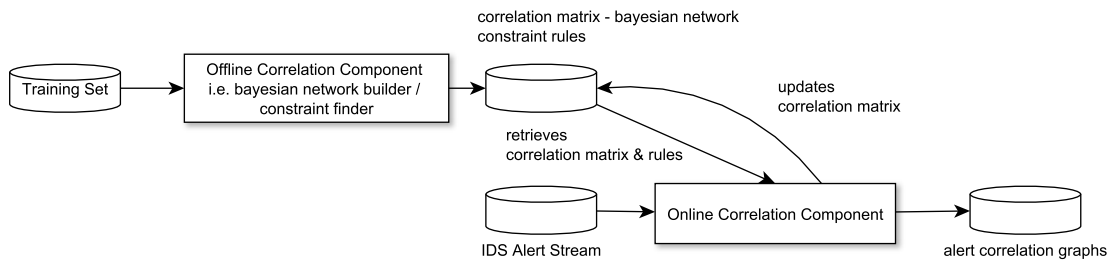 correlation matrix - bayesian network
constraint rules
Training Set
Offline Correlation Component
i.e. bayesian network builder /
constraint finder
updates
correlation matrix
retrieves
correlation matrix & rules
Online Correlation Component
IDS Alert Stream
alert correlation graphs